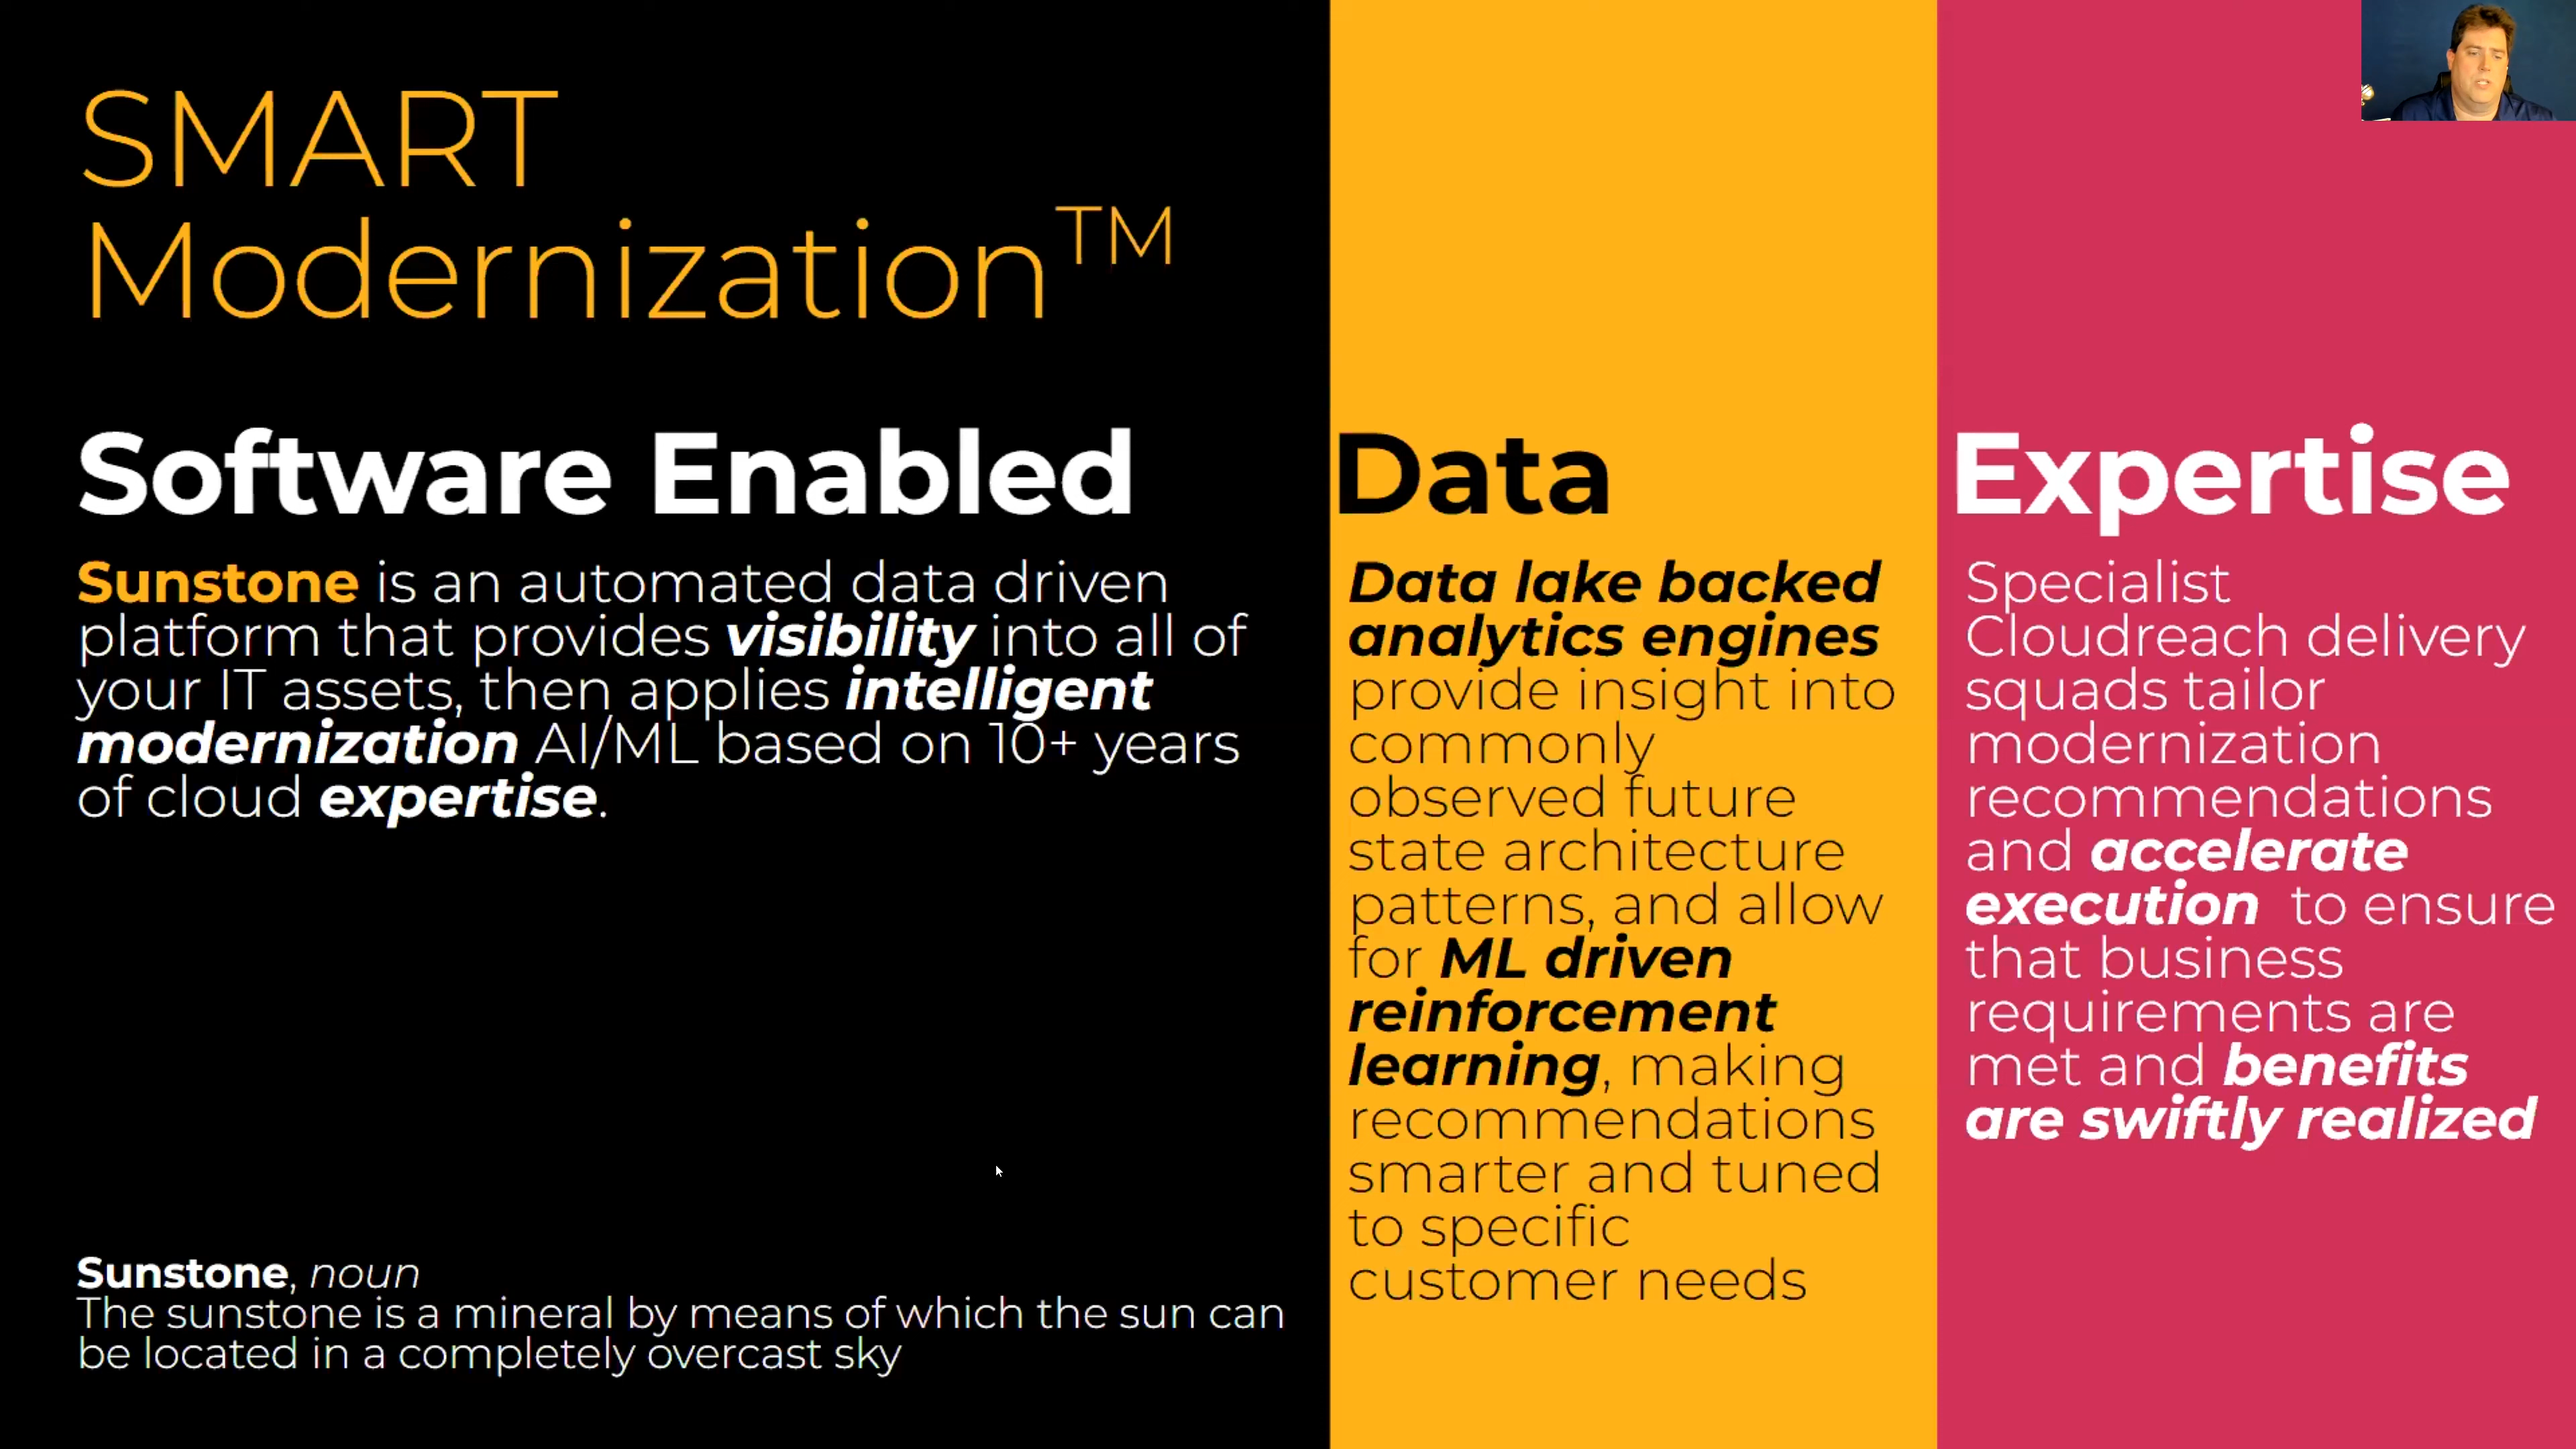 SMART
Modernization™
Software Enabled
Sunstone is an automated data driven
platform that provides visibility into all of
your IT assets, then applies intelligent
modernization AI/ML based on 10+ years
of cloud expertise.
Sunstone, noun
The sunstone is a mineral by means of which the sun can
be located in a completely overcast sky
Data
Data lake backed
analytics engines
provide insight into
commonly
observed future
state architecture
patterns, and allow
for ML driven
reinforcement
learning, making
recommendations
smarter and tuned
to specific
customer needs
Expertise
Specialist
Cloudreach delivery
squads tailor
modernization
recommendations
and accelerate
execution to ensure
that business
requirements are
met and benefits
are swiftly realized